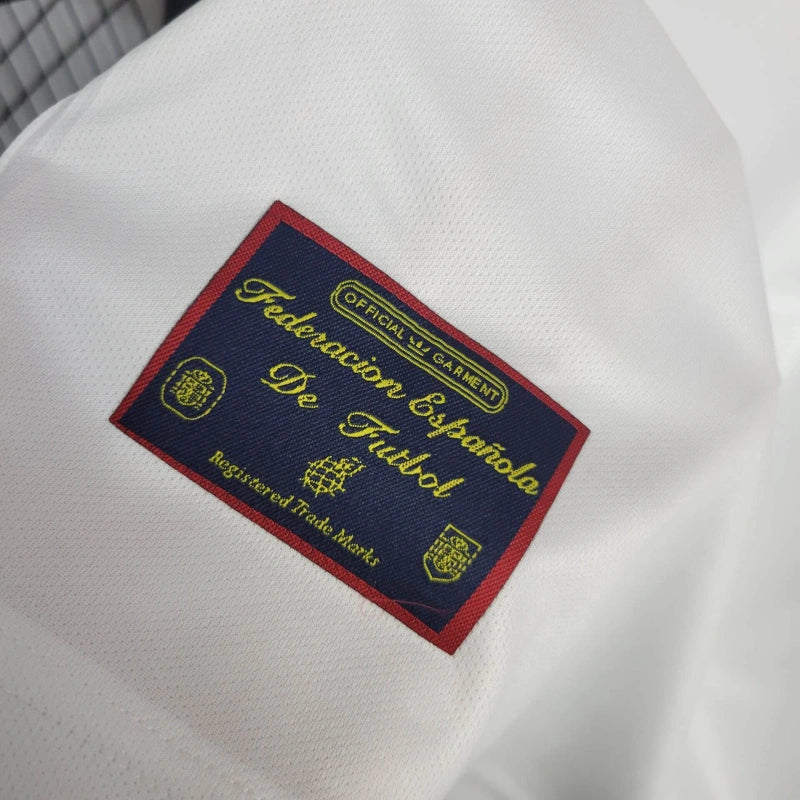 OFFICIAL GARMENT
Federacion Española
De Futbol
Registered Trade Marks